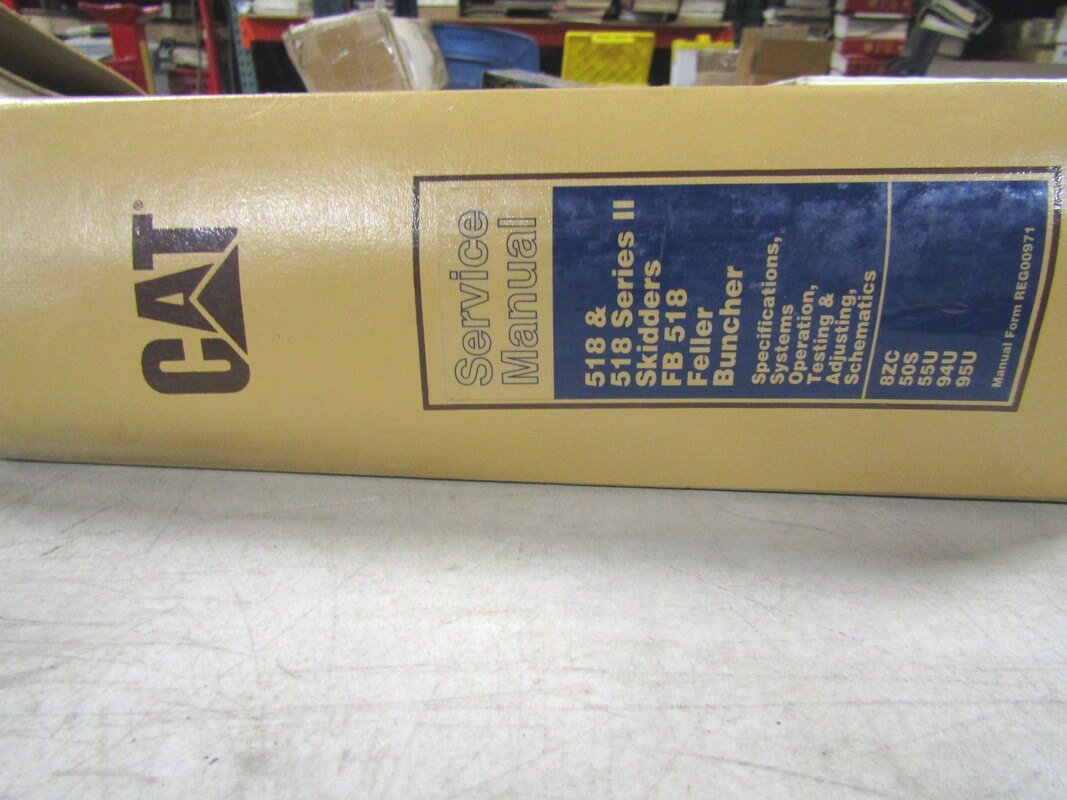 CAT®
Service
Manual
518 &
518 Series II
Skidders
FB 518
Feller
Buncher
Specifications,
Systems
Operation,
Testing &
Adjusting,
Schematics
8ZC
50S
55U
94U
95U
Manual Form REG00971